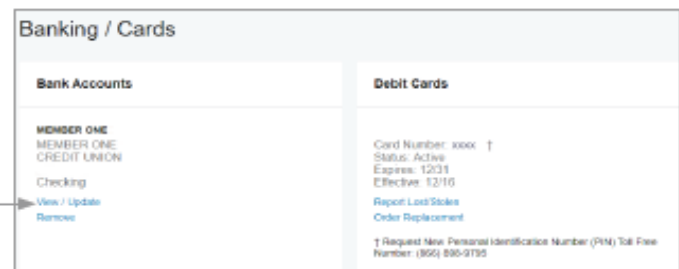 Banking / Cards
Bank Accounts
MEMBER ONE
MEMBER ONE
CREDIT UNION
Checking
View / Update
Remove
Debit Cards
Card Number: xxxx †
Status: Active
Expires: 12/31
Effective: 12/16
Report Lost/Stolen
Order Replacement
† Request New Personal Identification Number (PIN) Toll Free
Number: (866) 898-9795